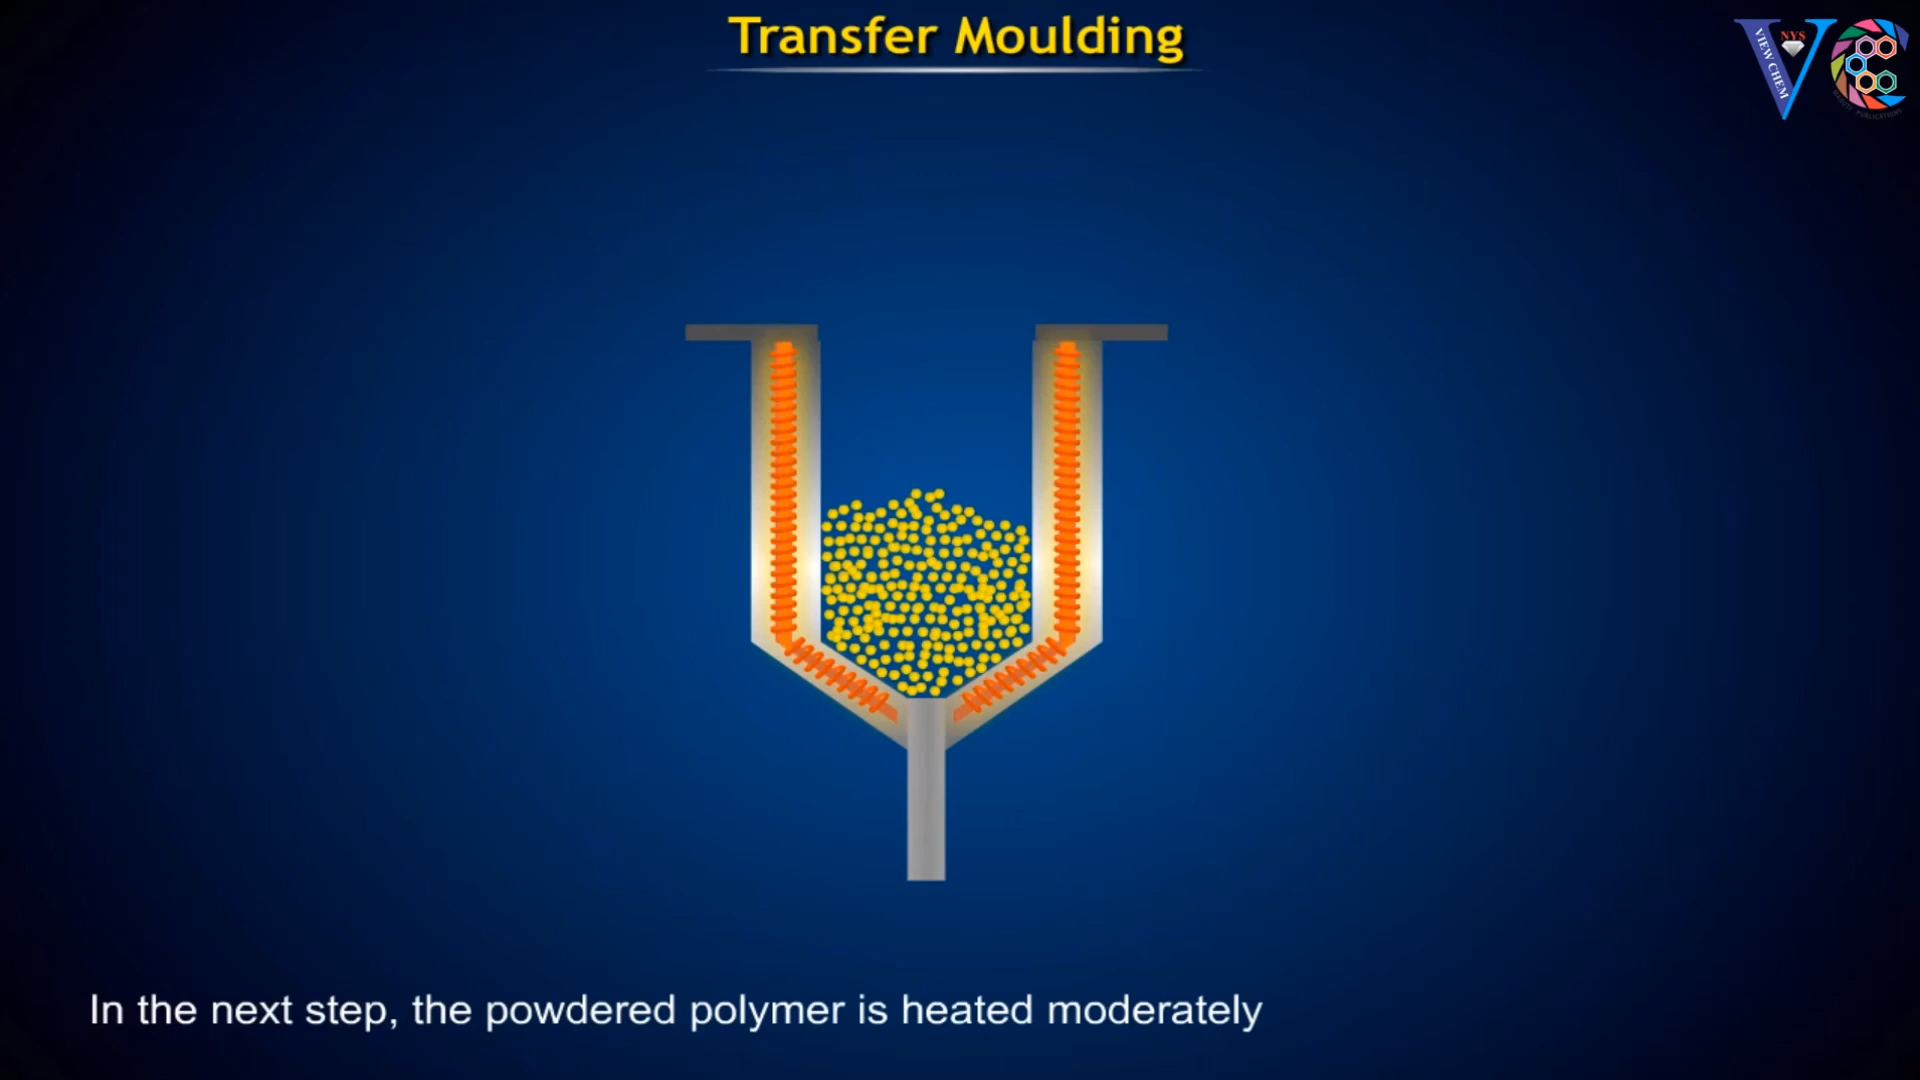 Transfer Moulding
VIEW CHEM
NYS
In the next step, the powdered polymer is heated moderately